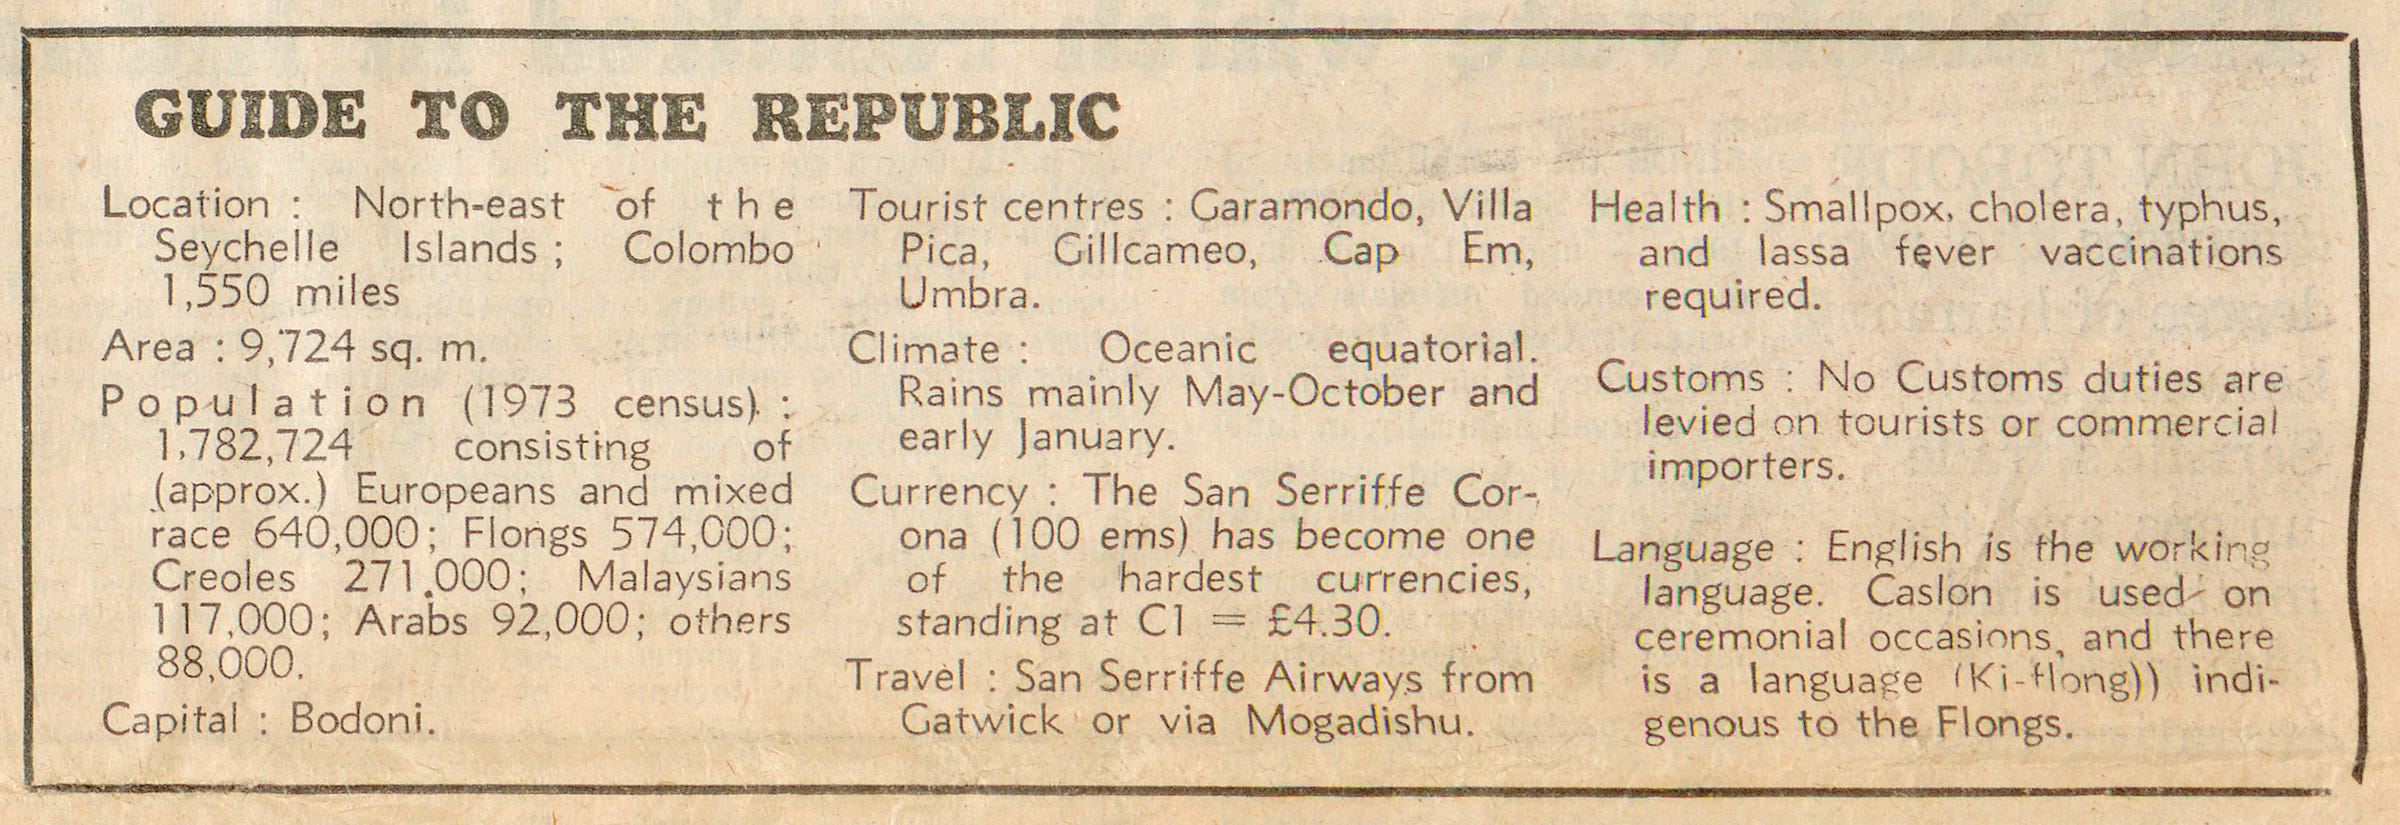 GUIDE TO THE REPUBLIC
Location : North-east of the
Seychelle Islands ; Colombo
1,550 miles
Area : 9,724 sq. m.
Population (1973 census) :
1,782,724 consisting of
(approx.) Europeans and mixed
race 640,000; Flongs 574,000;
Creoles 271,000; Malaysians
117,000; Arabs 92,000; others
88,000.
Capital : Bodoni.
Tourist centres : Garamondo, Villa
Pica, Gillcameo, Cap Em,
Umbra.
Climate : Oceanic equatorial.
Rains mainly May-October and
early January.
Currency : The San Serriffe Cor-
ona (100 ems) has become one
of the hardest currencies,
standing at C1 = £4.30.
Travel : San Serriffe Airways from
Gatwick or via Mogadishu.
Health : Smallpox, cholera, typhus,
and lassa fever vaccinations
required.
Customs : No Customs duties are
levied on tourists or commercial
importers.
Language : English is the working
language. Caslon is used on
ceremonial occasions, and there
is a language (Ki-flong)) indi-
genous to the Flongs.